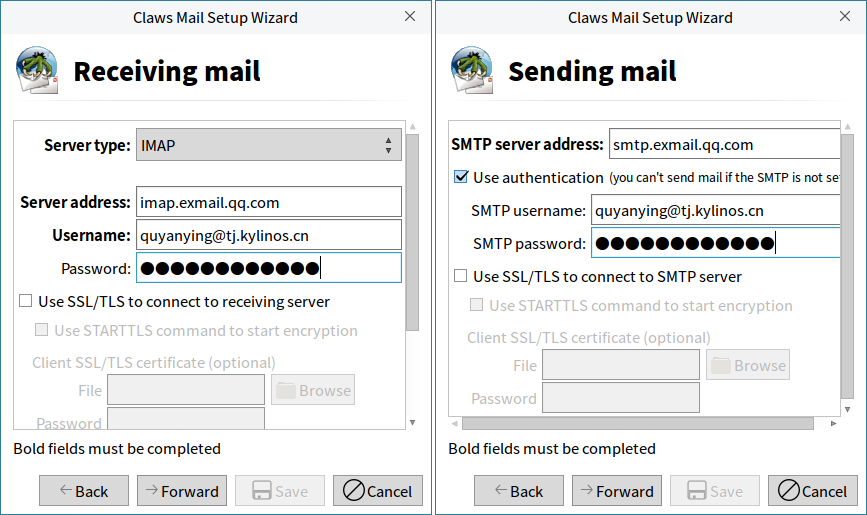 Claws Mail Setup Wizard
Receiving mail
Server type: IMAP
Server address: imap.exmail.qq.com
Username: quyanying@tj.kylinos.cn
Password: ●●●●●●●●●●●●
Use SSL/TLS to connect to receiving server
Use STARTTLS command to start encryption
Client SSL/TLS certificate (optional)
File Browse
Password
Bold fields must be completed
Back Forward Save Cancel
Claws Mail Setup Wizard
Sending mail
SMTP server address: smtp.exmail.qq.com
Use authentication (you can't send mail if the SMTP is not se
SMTP username: quyanying@tj.kylinos.cn
SMTP password: ●●●●●●●●●●●●
Use SSL/TLS to connect to SMTP server
Use STARTTLS command to start encryption
Client SSL/TLS certificate (optional)
File Browse
Password
Bold fields must be completed
Back Forward Save Cancel